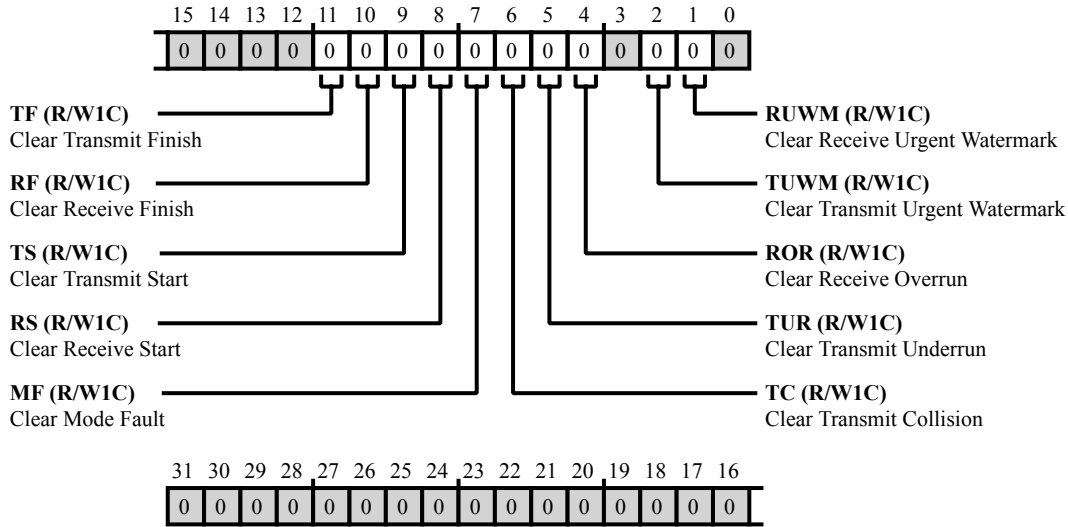 15 14 13 12 11 10 9 8 7 6 5 4 3 2 1 0
0 0 0 0 0 0 0 0 0 0 0 0 0 0 0 0
TF (R/W1C)
Clear Transmit Finish
RF (R/W1C)
Clear Receive Finish
TS (R/W1C)
Clear Transmit Start
RS (R/W1C)
Clear Receive Start
MF (R/W1C)
Clear Mode Fault
RUWM (R/W1C)
Clear Receive Urgent Watermark
TUWM (R/W1C)
Clear Transmit Urgent Watermark
ROR (R/W1C)
Clear Receive Overrun
TUR (R/W1C)
Clear Transmit Underrun
TC (R/W1C)
Clear Transmit Collision
31 30 29 28 27 26 25 24 23 22 21 20 19 18 17 16
0 0 0 0 0 0 0 0 0 0 0 0 0 0 0 0